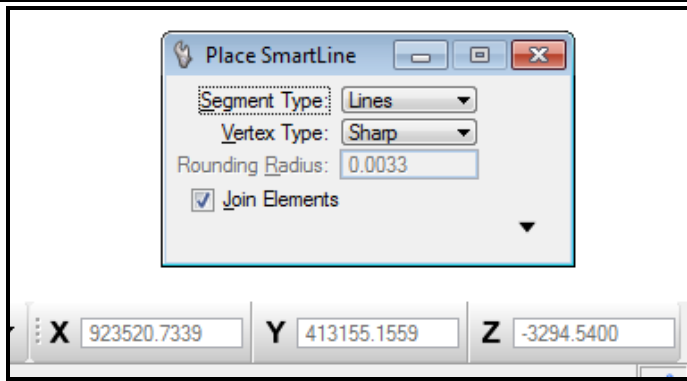 Place SmartLine
Segment Type: Lines
Vertex Type: Sharp
Rounding Radius: 0.0033
Join Elements
X 923520.7339 Y 413155.1559 Z -3294.5400